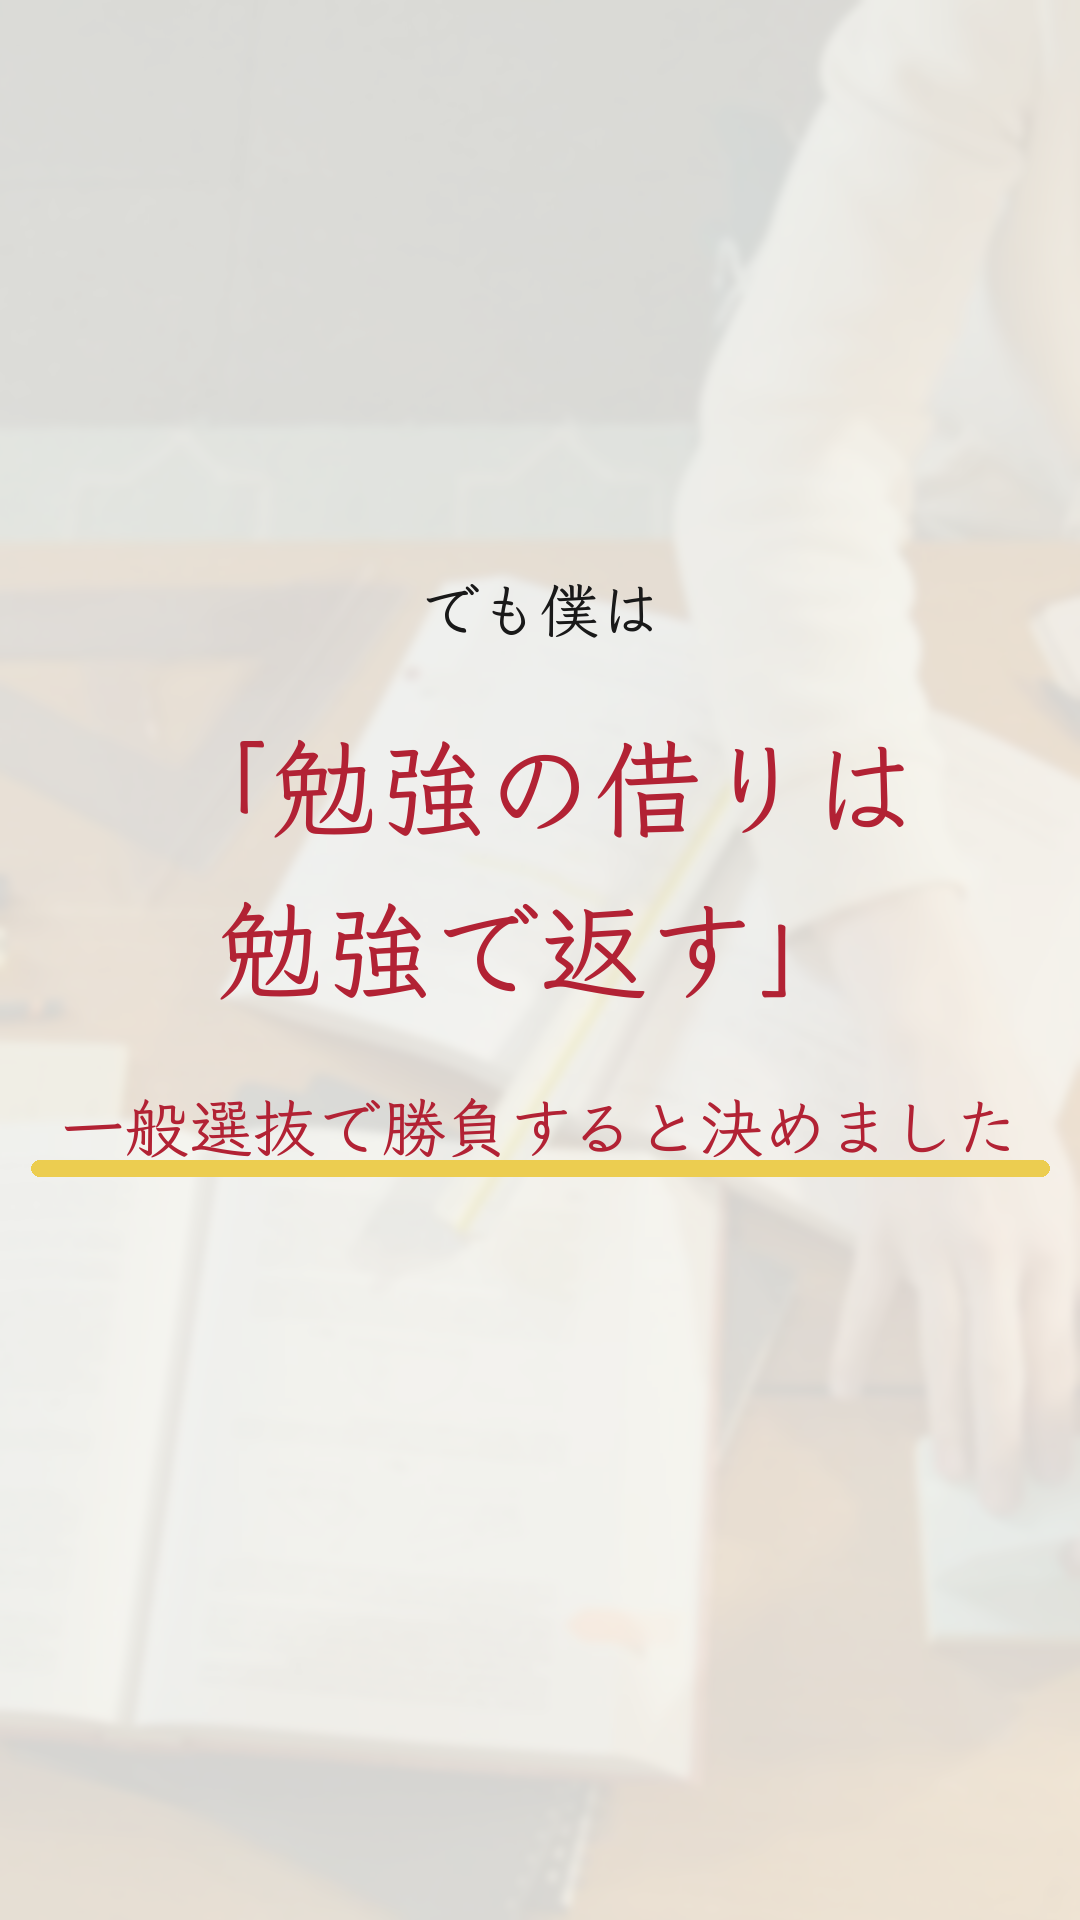 でも僕は
「勉強の借りは
勉強で返す」
一般選抜で勝負すると決めました